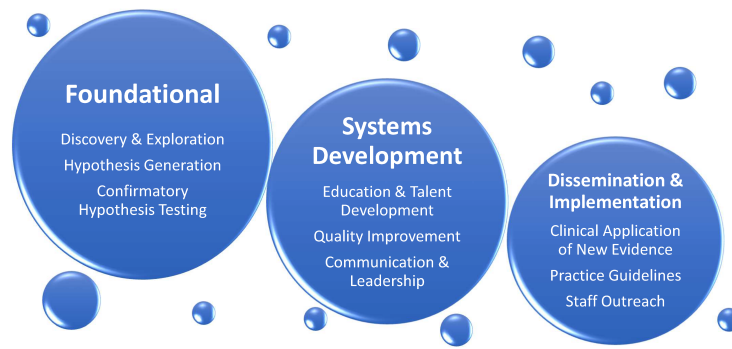 Foundational
Discovery & Exploration
Hypothesis Generation
Confirmatory
Hypothesis Testing
Systems
Development
Education & Talent
Development
Quality Improvement
Communication &
Leadership
Dissemination &
Implementation
Clinical Application
of New Evidence
Practice Guidelines
Staff Outreach